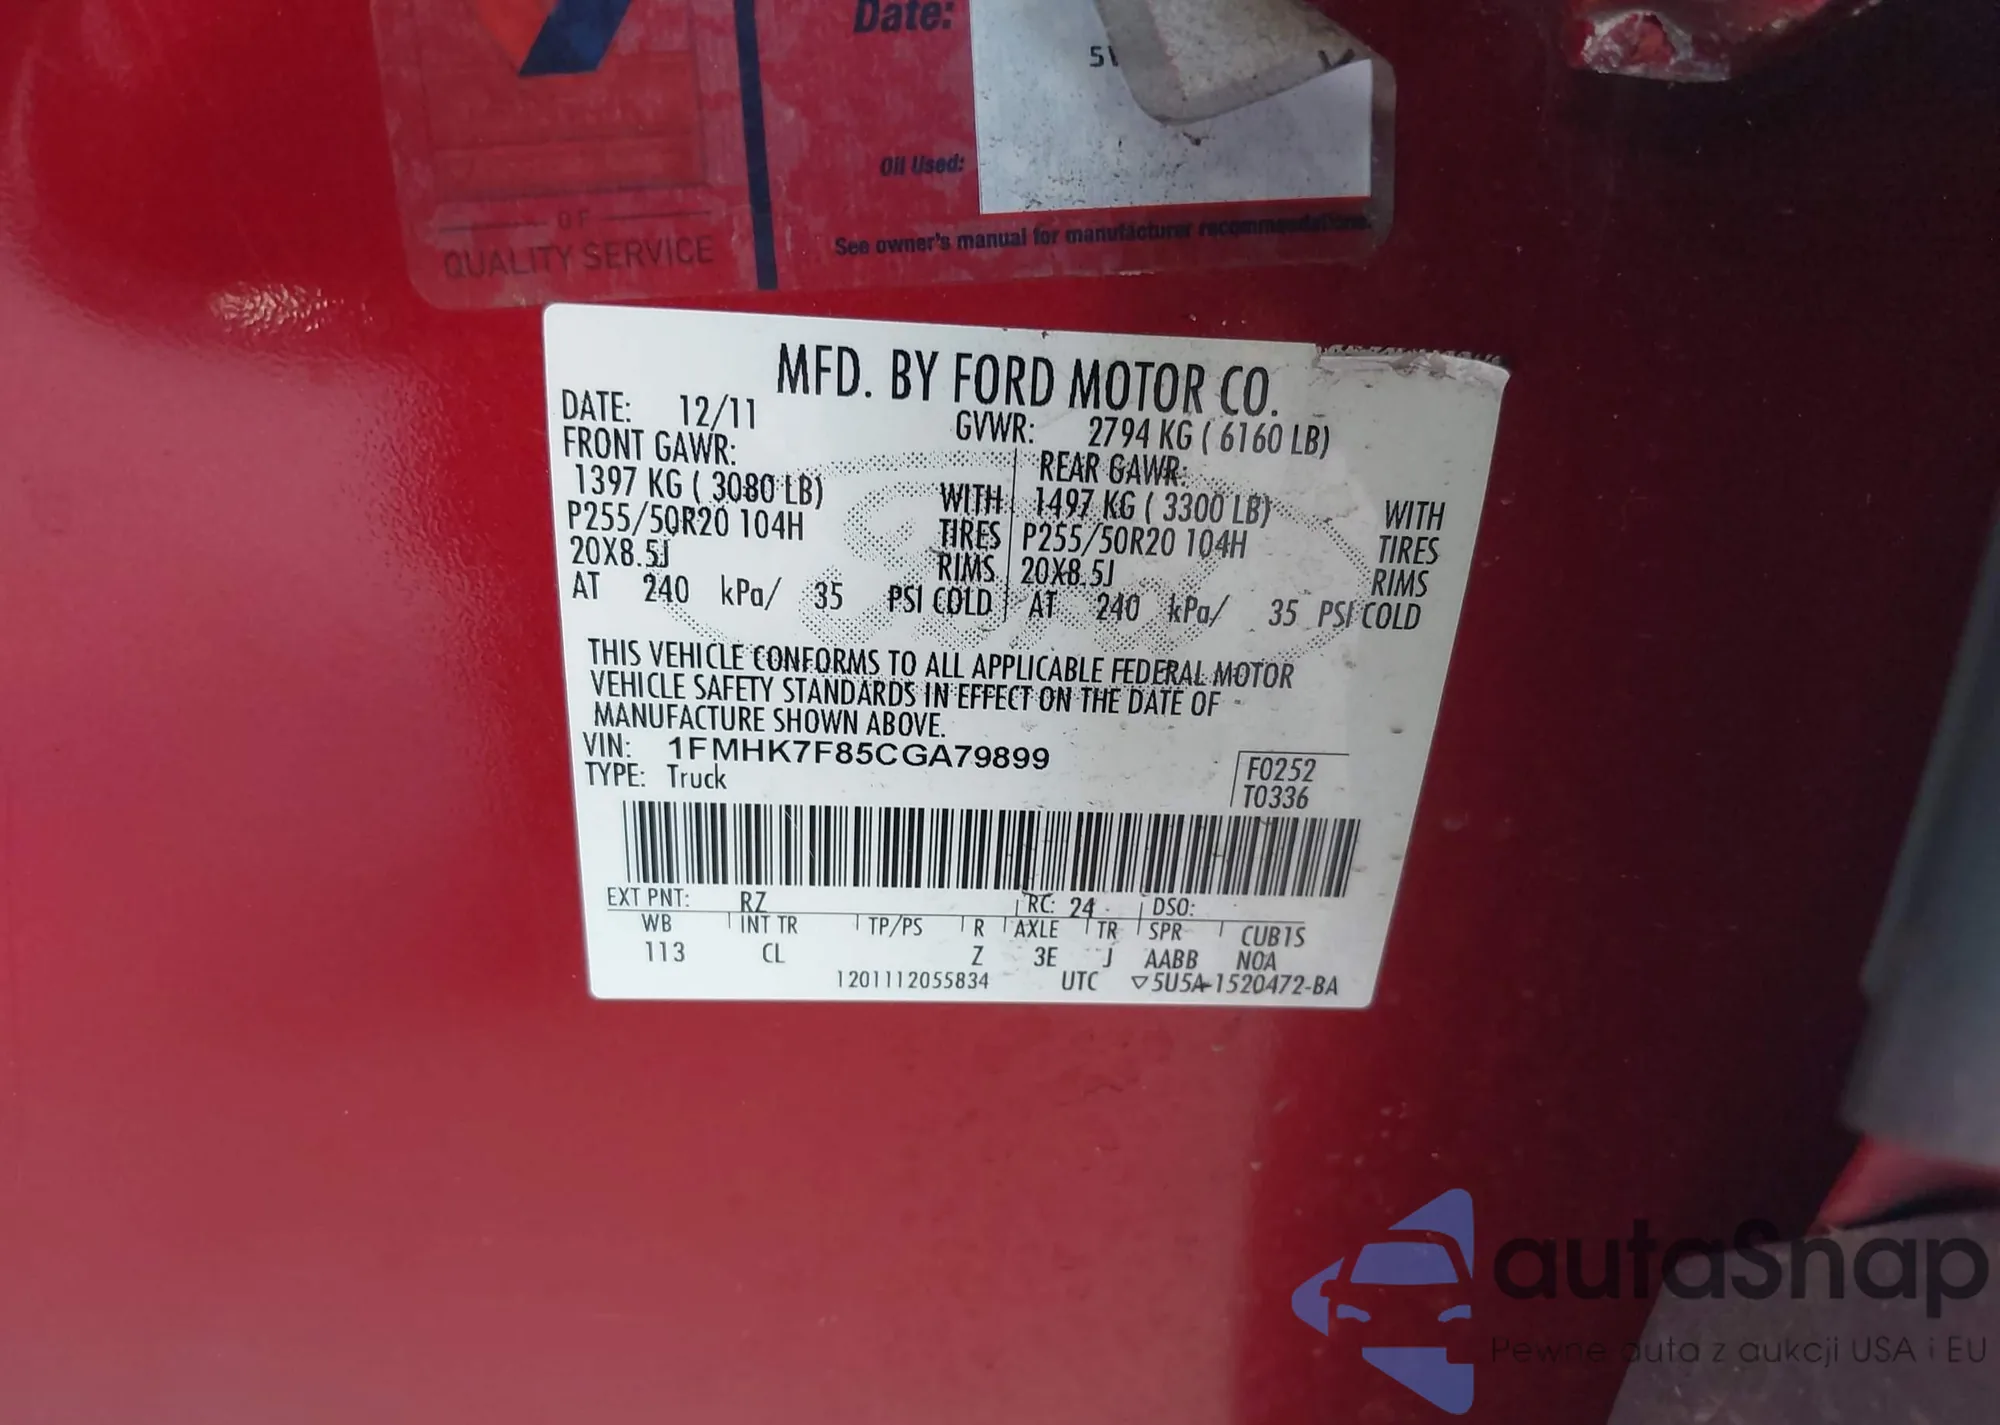 Date:
51
Oil Used:
OF
QUALITY SERVICE
See owner's manual for manufacturer recommendations.
MFD. BY FORD MOTOR CO.
DATE: 12/11 GVWR: 2794 KG ( 6160 LB)
FRONT GAWR: REAR GAWR:
1397 KG ( 3080 LB) WITH 1497 KG ( 3300 LB) WITH
P255/50R20 104H TIRES P255/50R20 104H TIRES
20X8.5J RIMS 20X8.5J RIMS
AT 240 kPa/ 35 PSI COLD AT 240 kPa/ 35 PSI COLD
THIS VEHICLE CONFORMS TO ALL APPLICABLE FEDERAL MOTOR
VEHICLE SAFETY STANDARDS IN EFFECT ON THE DATE OF
MANUFACTURE SHOWN ABOVE.
VIN: 1FMHK7F85CGA79899
TYPE: Truck
F0252
T0336
EXT PNT: RZ RC: 24 DSO:
WB INT TR TP/PS R AXLE TR SPR CUB1S
113 CL Z 3E J AABB NOA
1201112055834 UTC ▽5U5A-1520472-BA
autaSnap
Pewne auta z aukcji USA i EU